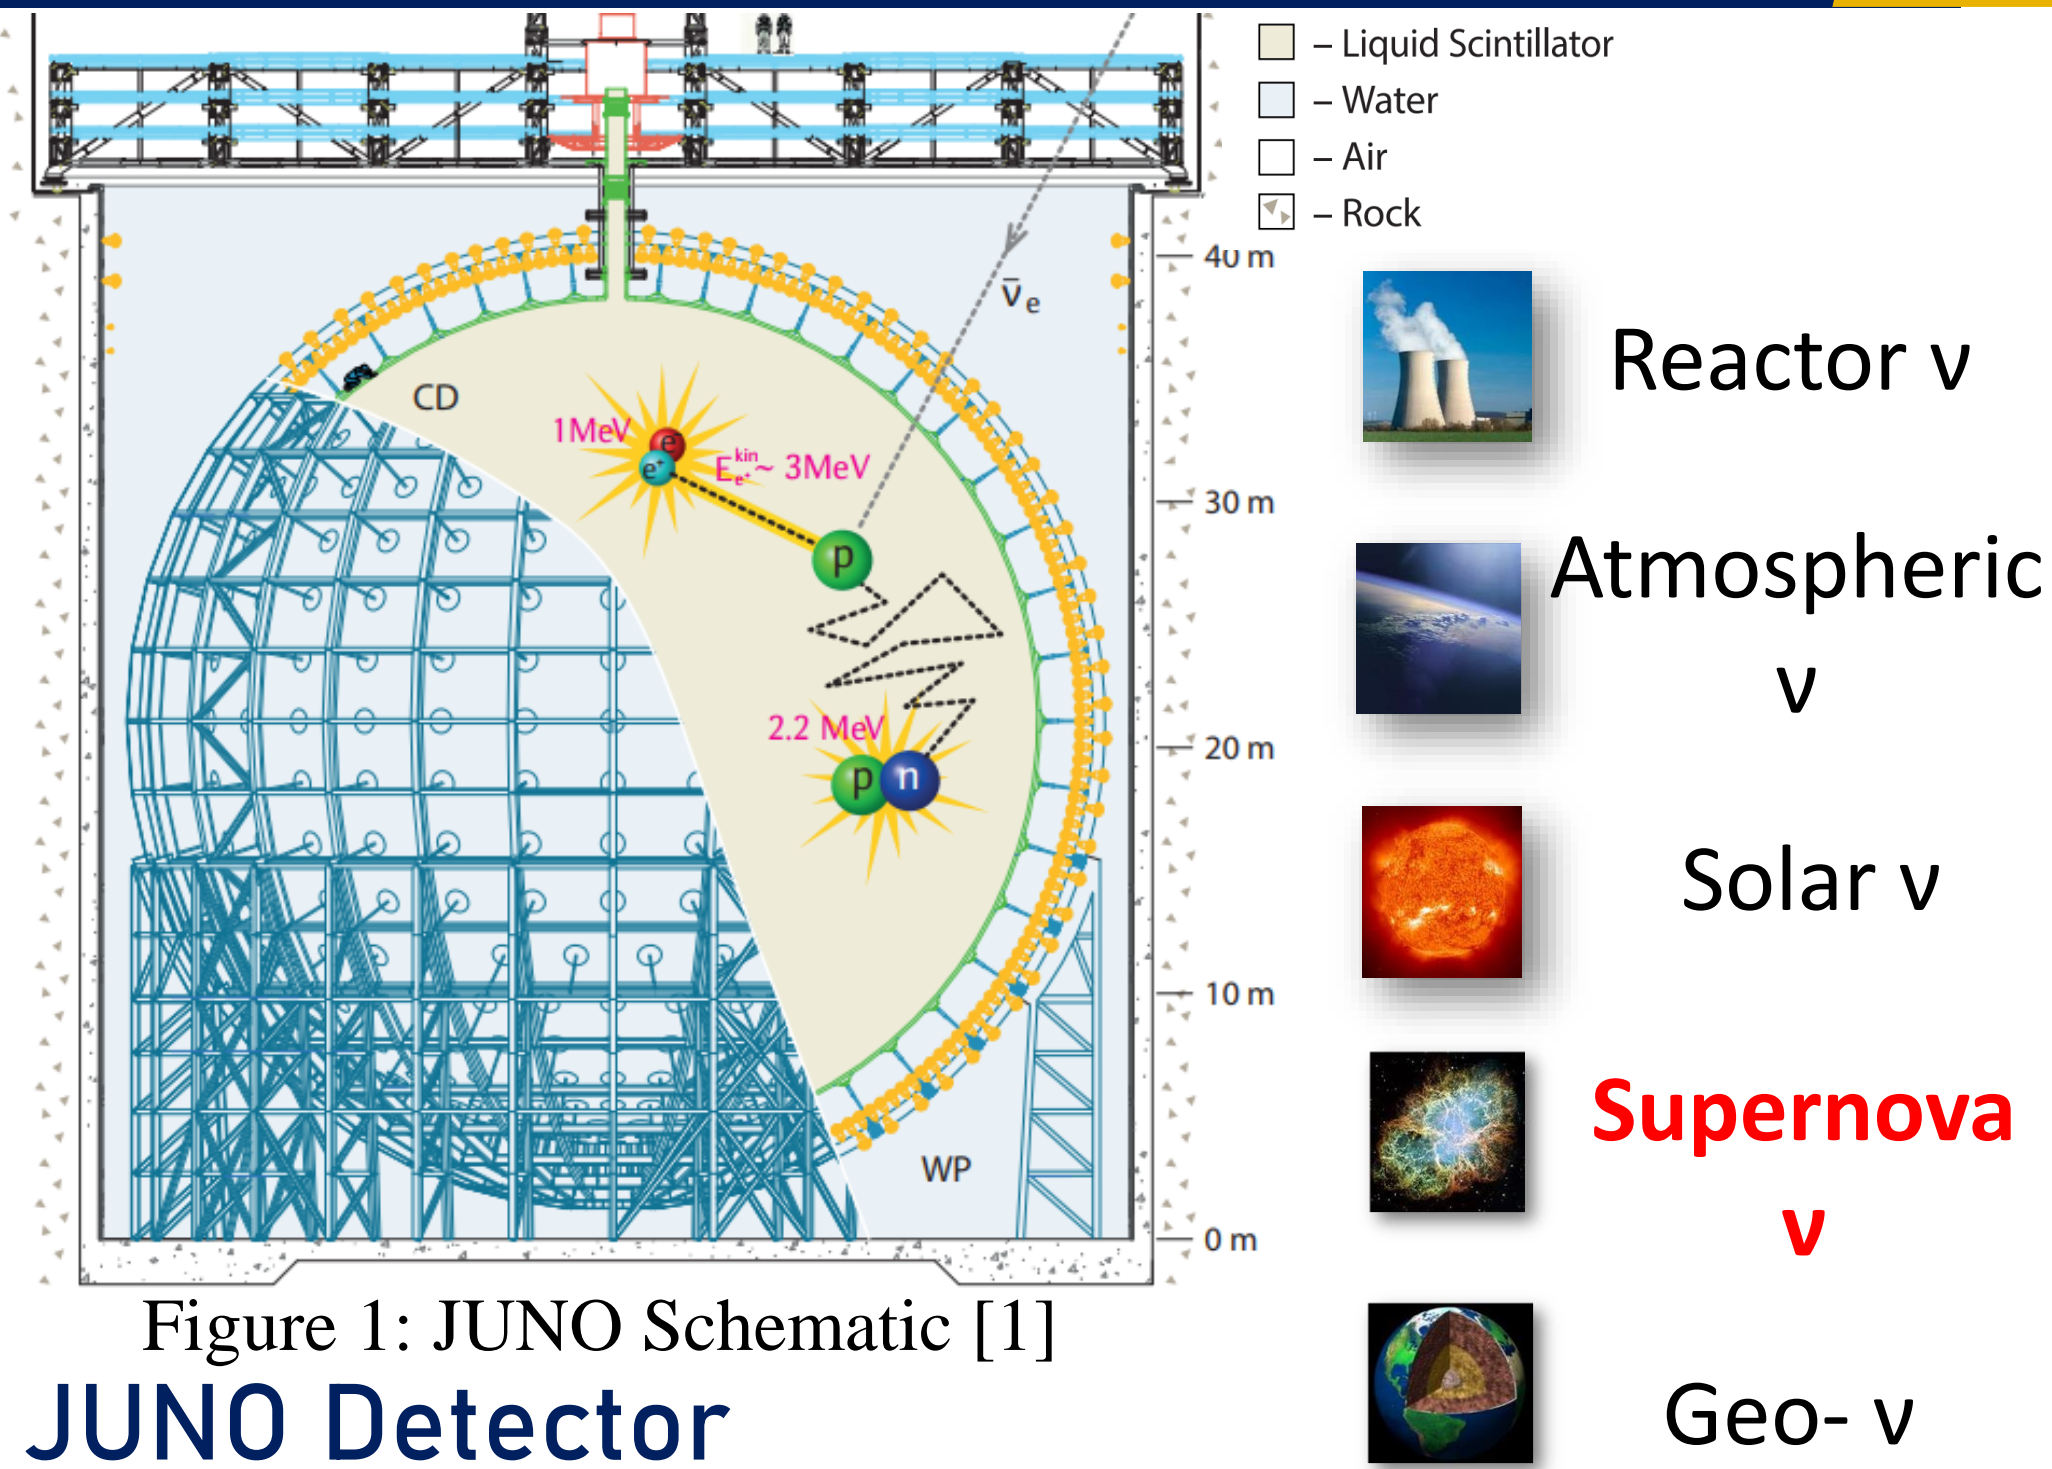 – Liquid Scintillator
– Water
– Air
– Rock
40 m
ν̄e
CD
1MeV
e⁻
e⁺
E e⁺ kin ~ 3MeV
30 m
p
2.2 MeV
20 m
p n
10 m
WP
0 m
Reactor ν
Atmospheric
ν
Solar ν
Supernova
ν
Geo- ν
Figure 1: JUNO Schematic [1]
JUNO Detector